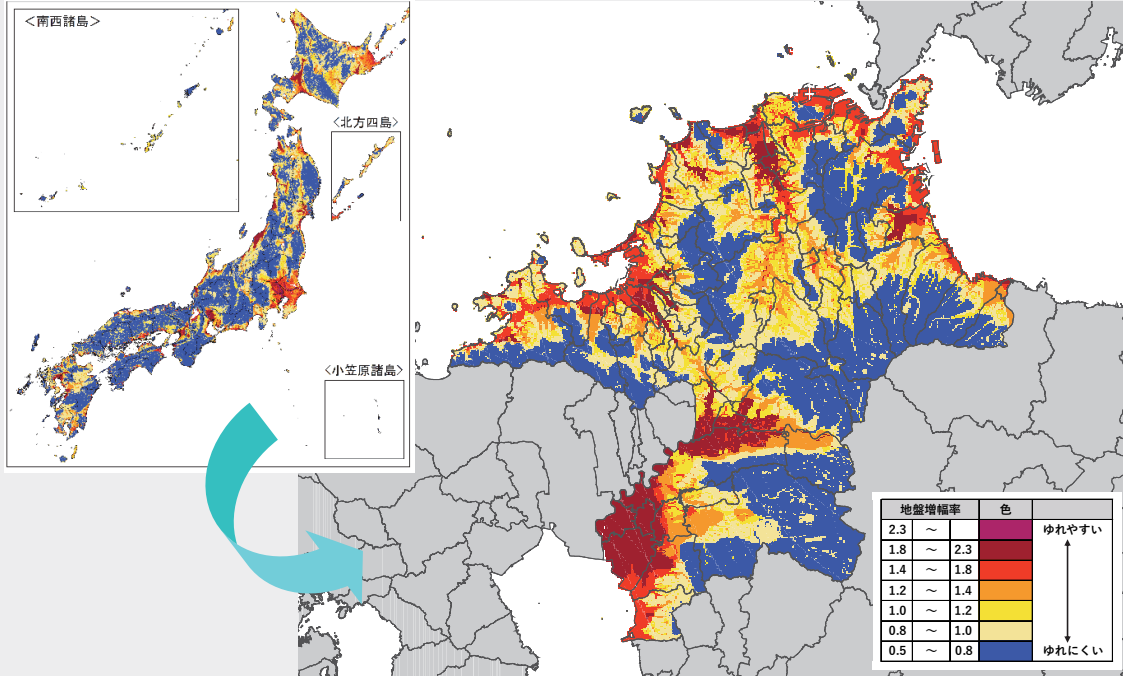 <南西諸島>
<北方四島>
<小笠原諸島>
地盤増幅率 色
2.3 ～ ゆれやすい
1.8 ～ 2.3
1.4 ～ 1.8
1.2 ～ 1.4
1.0 ～ 1.2
0.8 ～ 1.0
0.5 ～ 0.8 ゆれにくい